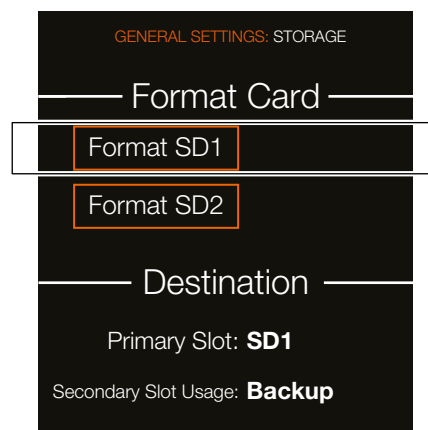 GENERAL SETTINGS: STORAGE
Format Card
Format SD1
Format SD2
Destination
Primary Slot: SD1
Secondary Slot Usage: Backup